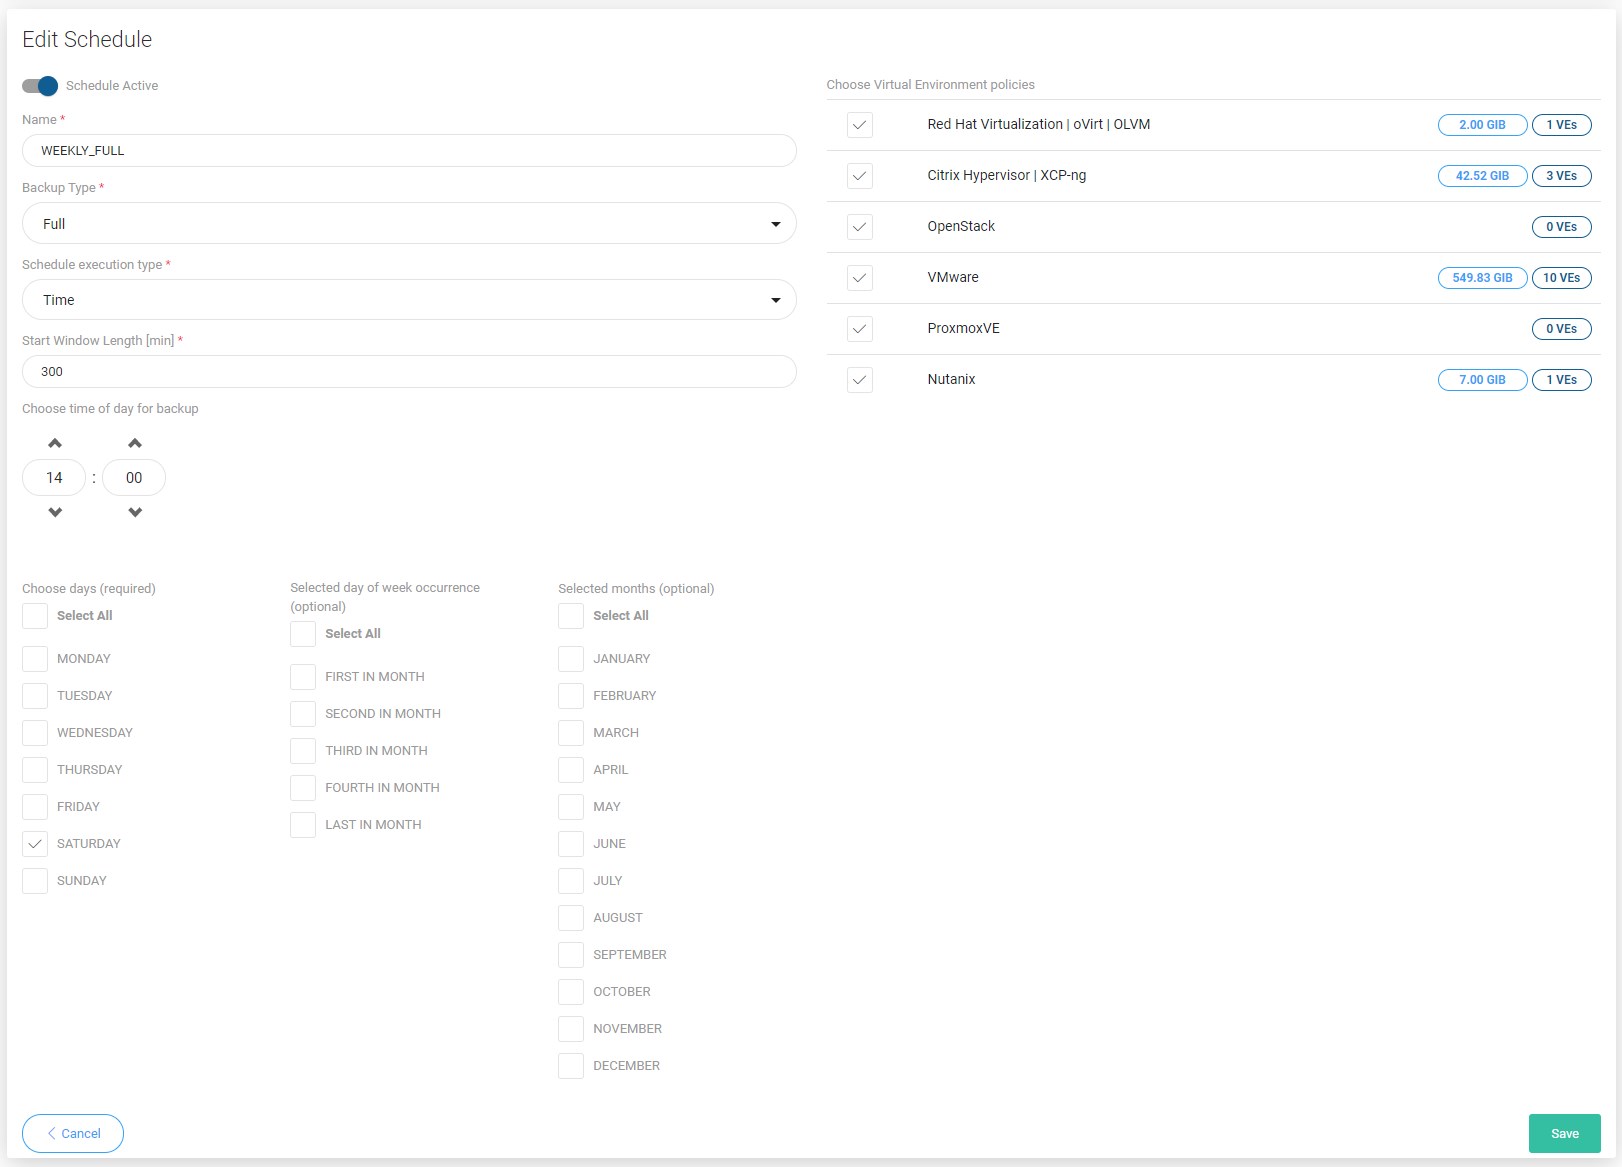 Edit Schedule
Schedule Active
Name *
WEEKLY_FULL
Backup Type *
Full
Schedule execution type *
Time
Start Window Length [min] *
300
Choose time of day for backup
14 : 00
Choose Virtual Environment policies
Red Hat Virtualization | oVirt | OLVM 2.00 GIB 1 VEs
Citrix Hypervisor | XCP-ng 42.52 GIB 3 VEs
OpenStack 0 VEs
VMware 549.83 GIB 10 VEs
ProxmoxVE 0 VEs
Nutanix 7.00 GIB 1 VEs
Choose days (required)
Select All
MONDAY
TUESDAY
WEDNESDAY
THURSDAY
FRIDAY
SATURDAY
SUNDAY
Selected day of week occurrence
(optional)
Select All
FIRST IN MONTH
SECOND IN MONTH
THIRD IN MONTH
FOURTH IN MONTH
LAST IN MONTH
Selected months (optional)
Select All
JANUARY
FEBRUARY
MARCH
APRIL
MAY
JUNE
JULY
AUGUST
SEPTEMBER
OCTOBER
NOVEMBER
DECEMBER
Cancel
Save